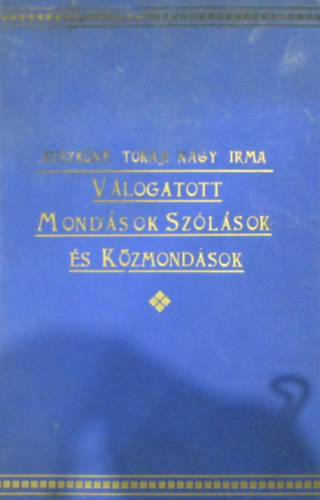 TOKAJI NAGY IRMA
VÁLOGATOTT
MONDÁSOK SZÓLÁSOK
ÉS KÖZMONDÁSOK